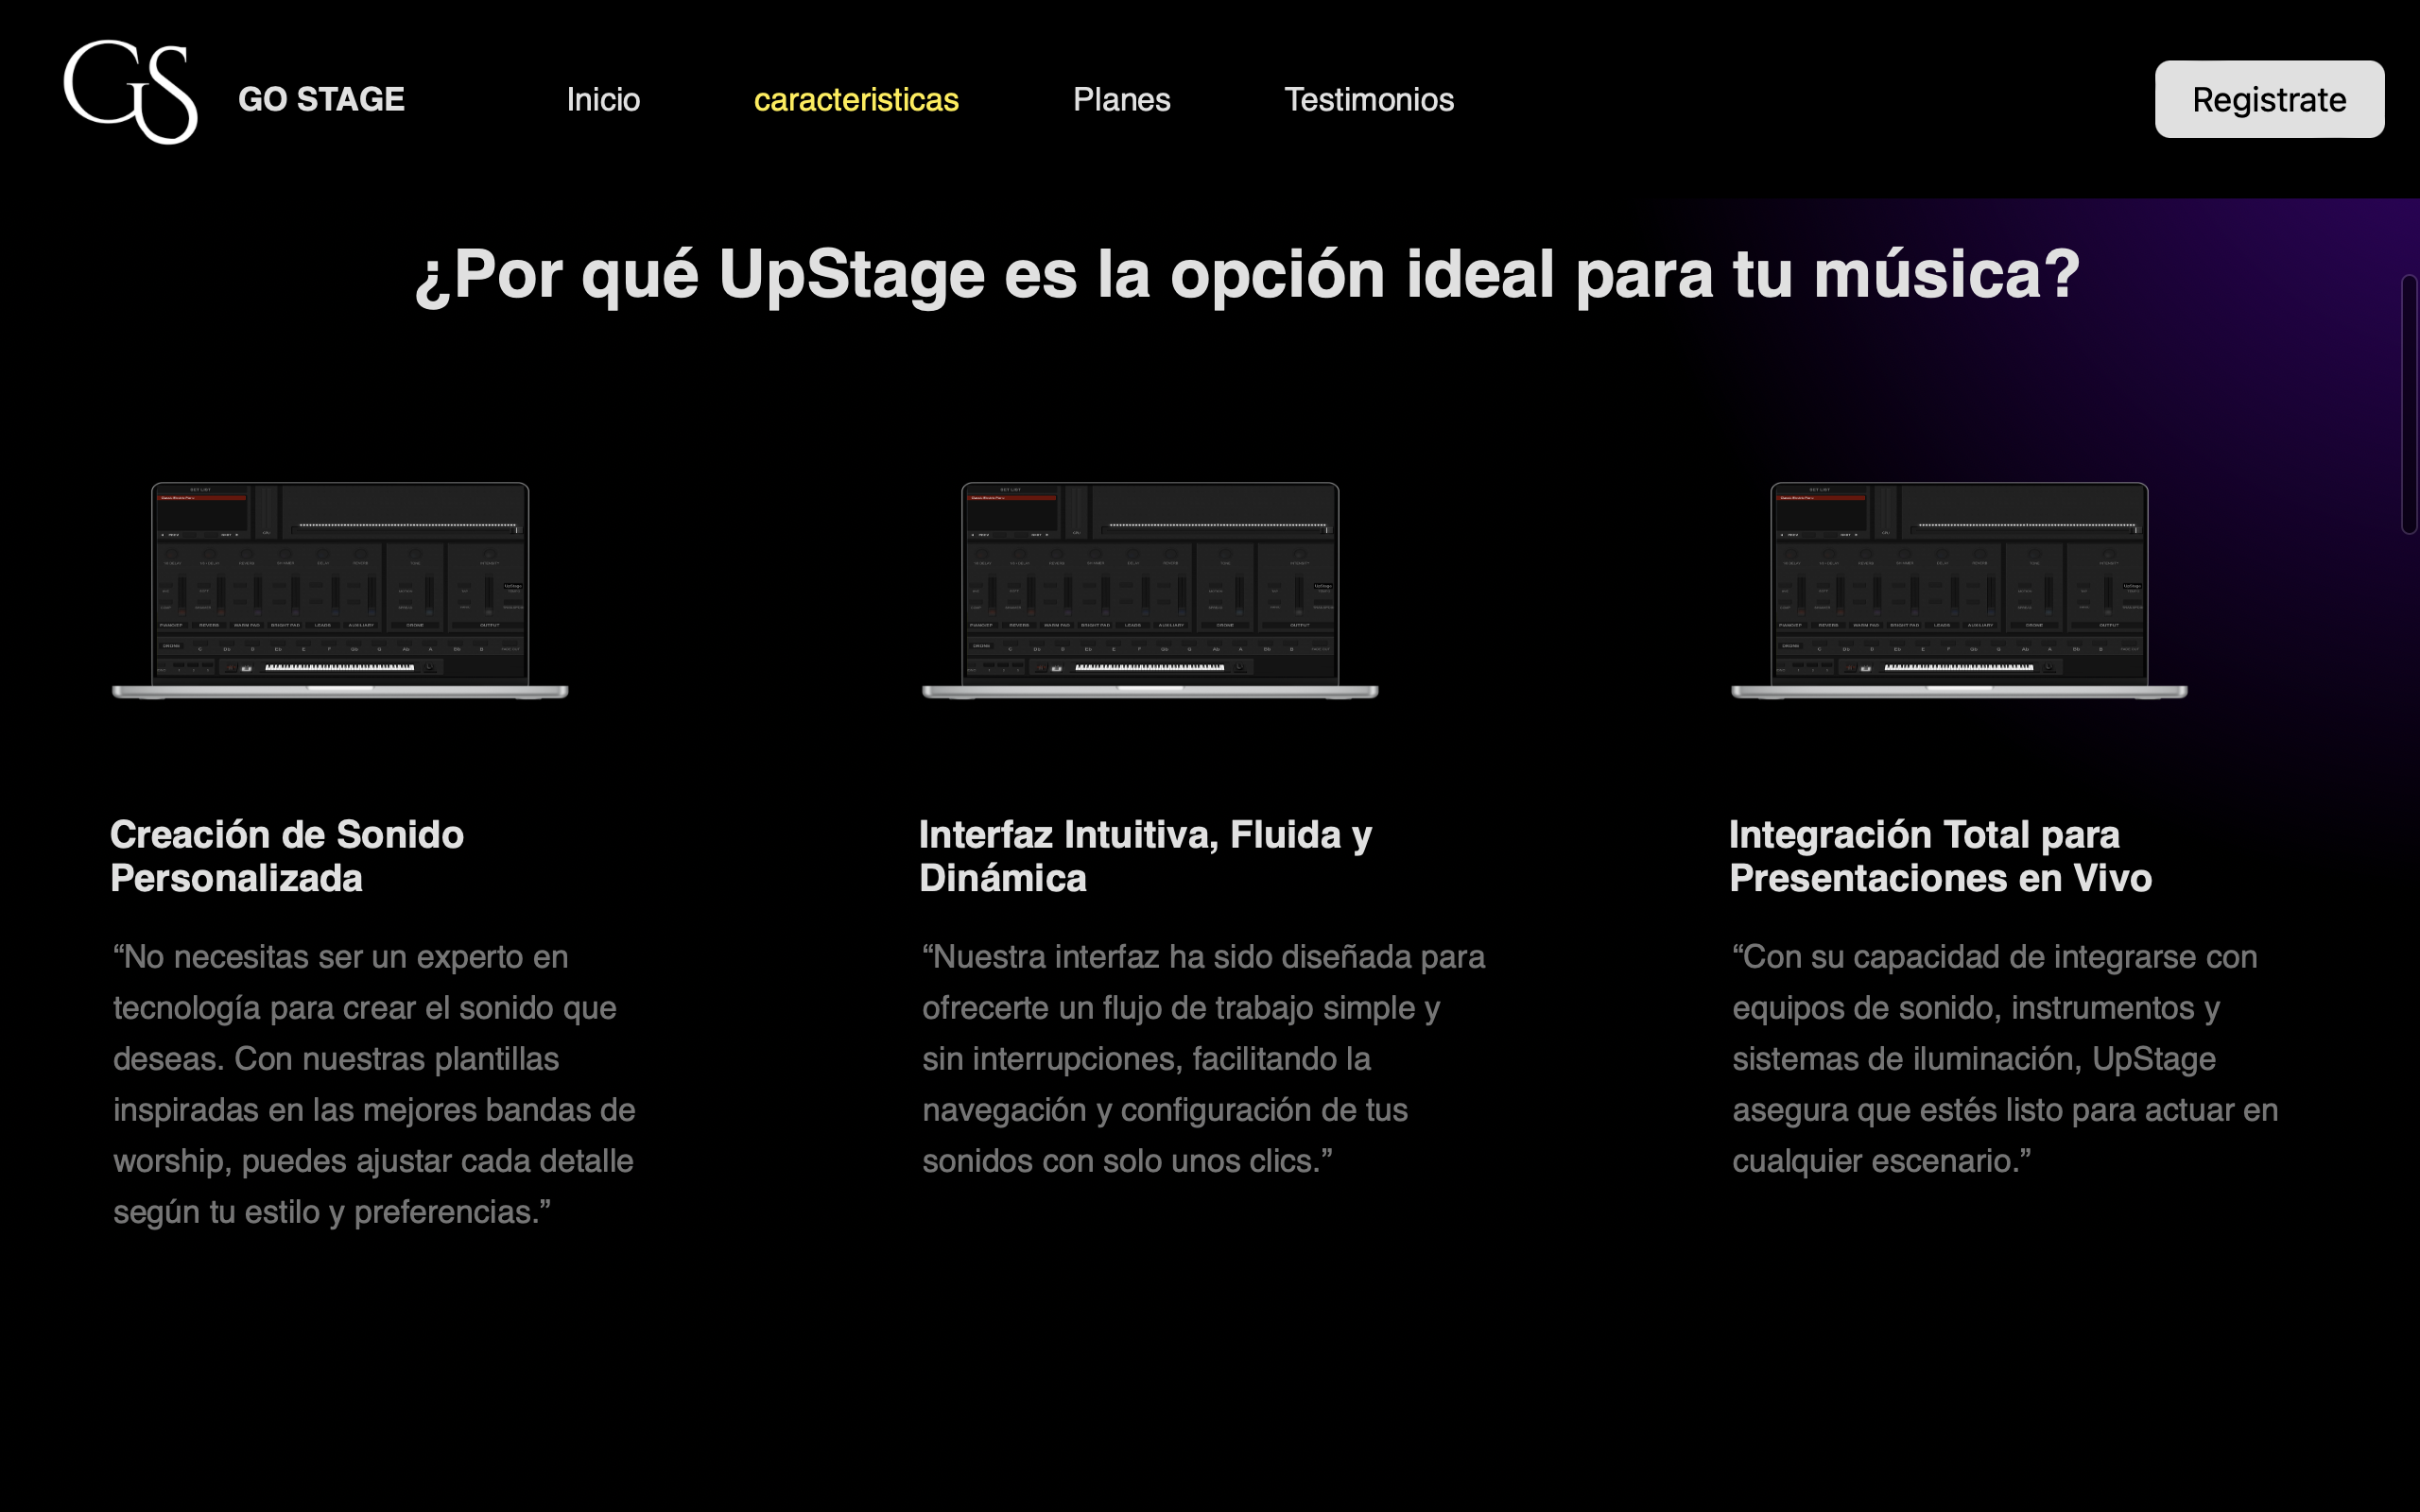 GS
GO STAGE
Inicio
caracteristicas
Planes
Testimonios
Registrate
¿Por qué UpStage es la opción ideal para tu música?
Creación de Sonido
Personalizada
“No necesitas ser un experto en
tecnología para crear el sonido que
deseas. Con nuestras plantillas
inspiradas en las mejores bandas de
worship, puedes ajustar cada detalle
según tu estilo y preferencias.”
Interfaz Intuitiva, Fluida y
Dinámica
“Nuestra interfaz ha sido diseñada para
ofrecerte un flujo de trabajo simple y
sin interrupciones, facilitando la
navegación y configuración de tus
sonidos con solo unos clics.”
Integración Total para
Presentaciones en Vivo
“Con su capacidad de integrarse con
equipos de sonido, instrumentos y
sistemas de iluminación, UpStage
asegura que estés listo para actuar en
cualquier escenario.”